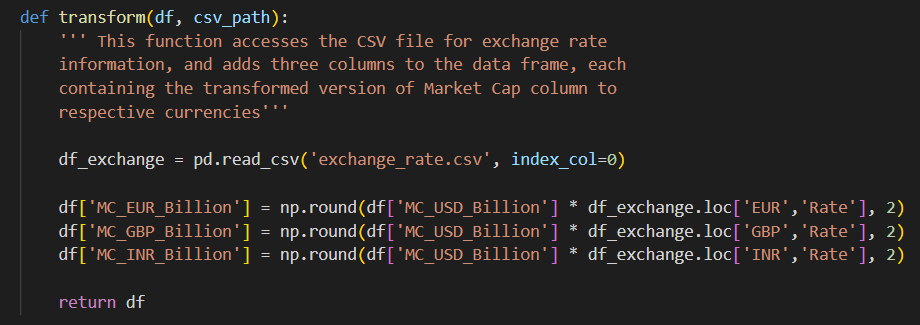 def transform(df, csv_path):
    ''' This function accesses the CSV file for exchange rate
    information, and adds three columns to the data frame, each
    containing the transformed version of Market Cap column to
    respective currencies'''

    df_exchange = pd.read_csv('exchange_rate.csv', index_col=0)

    df['MC_EUR_Billion'] = np.round(df['MC_USD_Billion'] * df_exchange.loc['EUR','Rate'], 2)
    df['MC_GBP_Billion'] = np.round(df['MC_USD_Billion'] * df_exchange.loc['GBP','Rate'], 2)
    df['MC_INR_Billion'] = np.round(df['MC_USD_Billion'] * df_exchange.loc['INR','Rate'], 2)

    return df